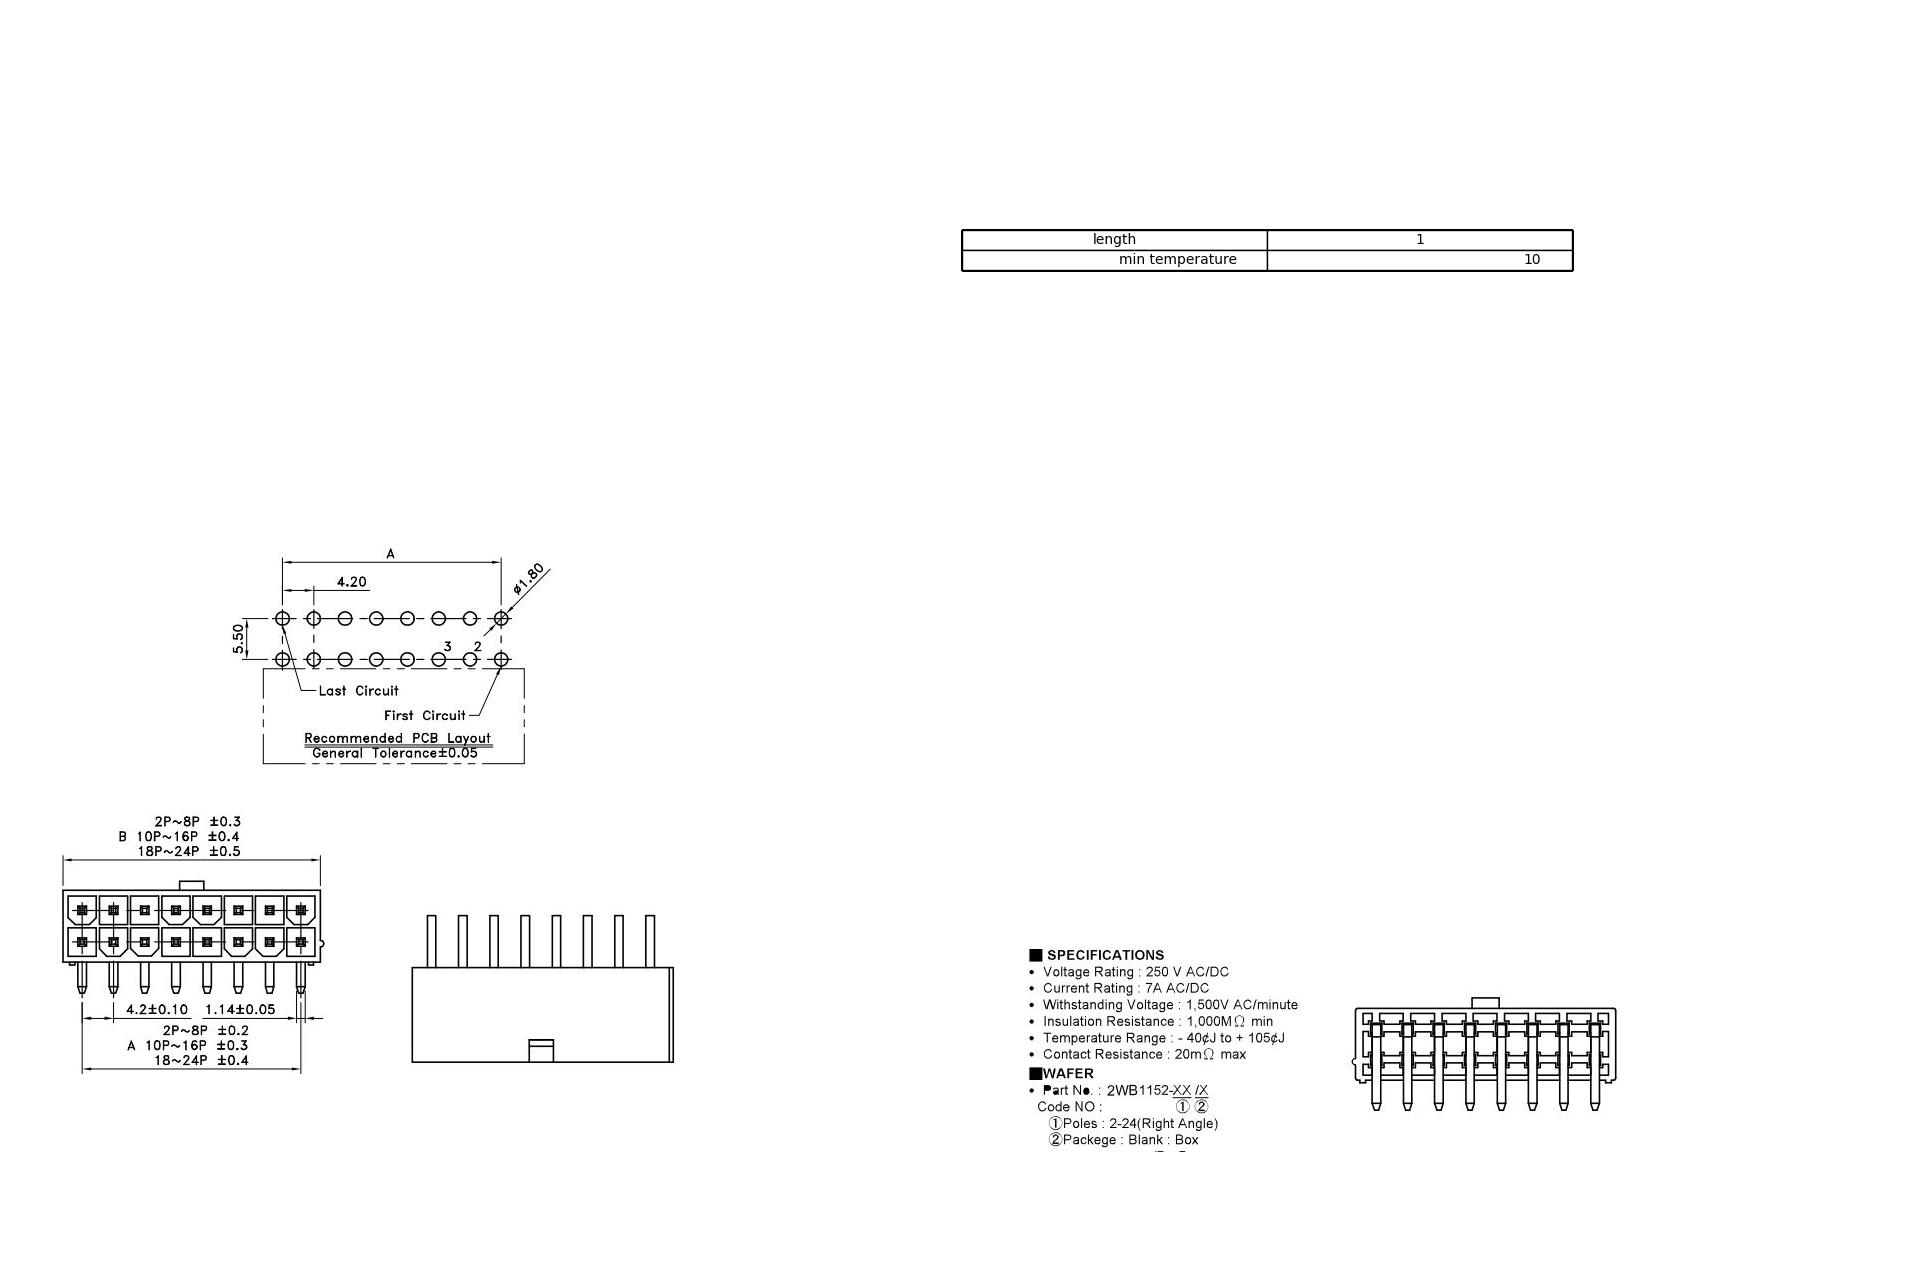 length 1
min temperature 10
A
4.20
ø1.80
5.50
3 2
Last Circuit
First Circuit
Recommended PCB Layout
General Tolerance±0.05
2P~8P ±0.3
B 10P~16P ±0.4
18P~24P ±0.5
4.2±0.10 1.14±0.05
2P~8P ±0.2
A 10P~16P ±0.3
18~24P ±0.4
■ SPECIFICATIONS
• Voltage Rating : 250 V AC/DC
• Current Rating : 7A AC/DC
• Withstanding Voltage : 1,500V AC/minute
• Insulation Resistance : 1,000MΩ min
• Temperature Range : - 40¢J to + 105¢J
• Contact Resistance : 20mΩ max
■WAFER
• Part No. : 2WB1152-XX /X
Code NO : ① ②
①Poles : 2-24(Right Angle)
②Packege : Blank : Box